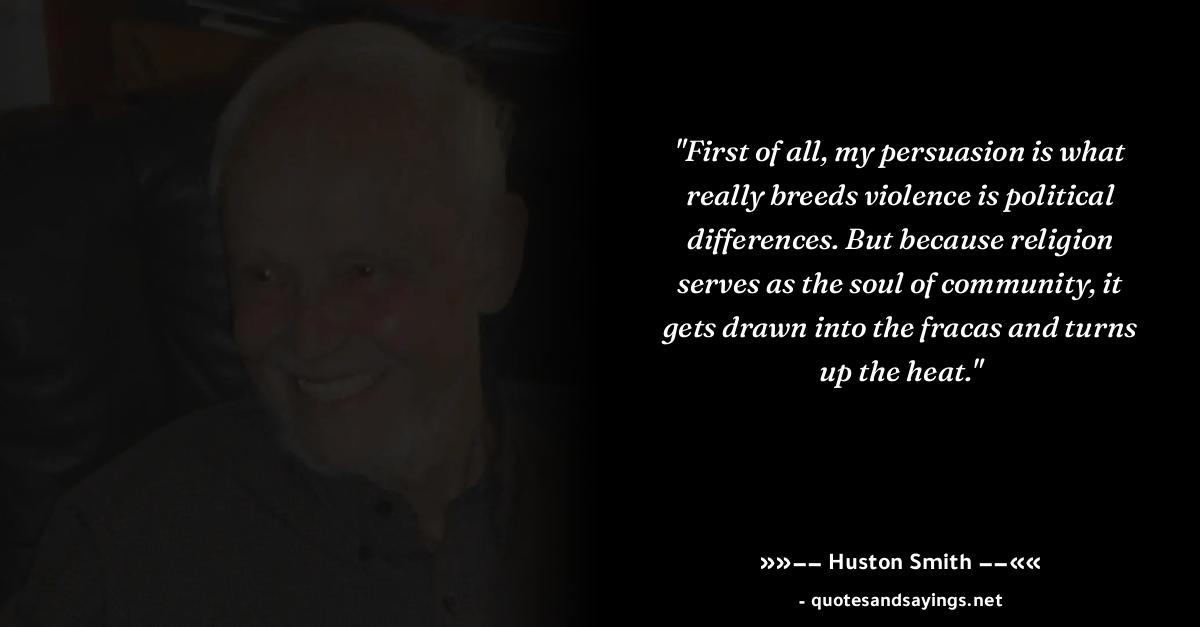 "First of all, my persuasion is what
really breeds violence is political
differences. But because religion
serves as the soul of community, it
gets drawn into the fracas and turns
up the heat."
»»–– Huston Smith ––««
- quotesandsayings.net